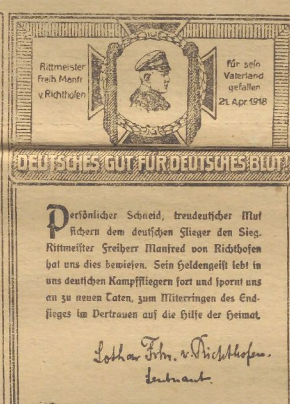 Rittmeister
Freih. Manfr.
v. Richthofen
für sein
Vaterland
gefallen
21. Apr. 1918
DEUTSCHES GUT FÜR DEUTSCHES BLUT!
Persönlicher Schneid, treudeutscher Mut
sichern dem deutschen Flieger den Sieg.
Rittmeister Freiherr Manfred von Richthofen
hat uns dies bewiesen. Sein Heldengeist lebt in
uns deutschen Kampffliegern fort und spornt uns
an zu neuen Taten, zum Miterringen des End-
sieges im Vertrauen auf die Hilfe der Heimat.
Lothar Frhr. v. Richthofen.
Leutnant.